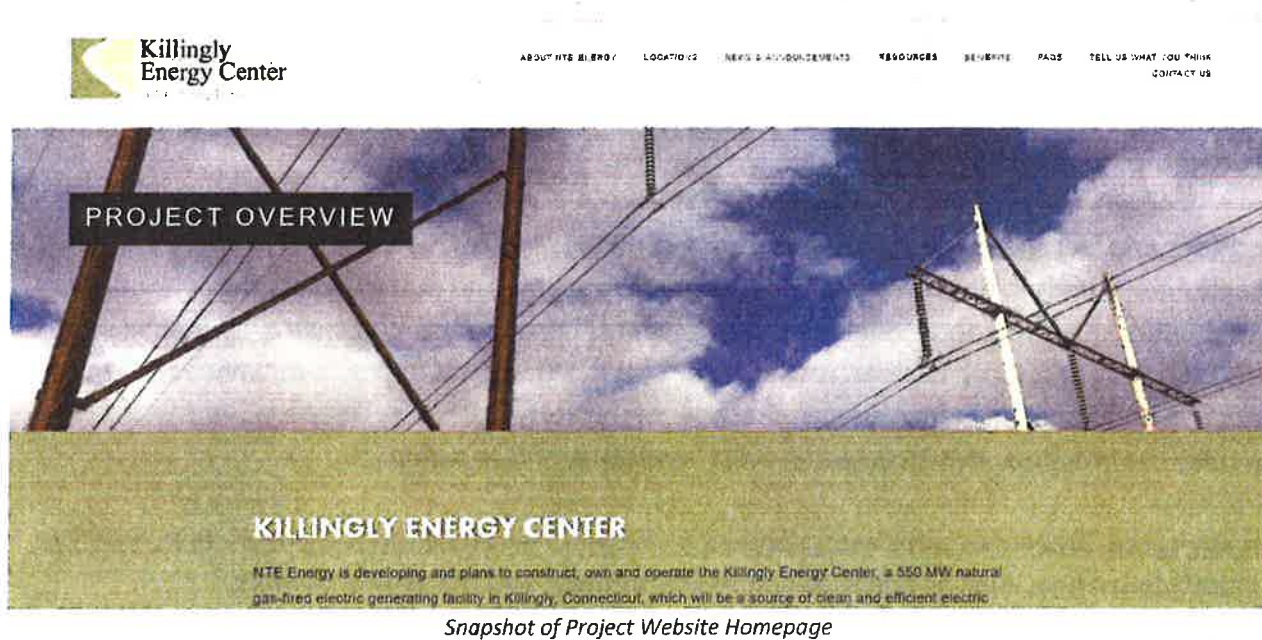 Killingly
Energy Center
ABOUT NTE ENERGY LOCATIONS NEWS & ANNOUNCEMENTS RESOURCES BENEFITS FAQS TELL US WHAT YOU THINK
CONTACT US
PROJECT OVERVIEW
KILLINGLY ENERGY CENTER
NTE Energy is developing and plans to construct, own and operate the Killingly Energy Center, a 550 MW natural
gas-fired electric generating facility in Killingly, Connecticut, which will be a source of clean and efficient electric
Snapshot of Project Website Homepage